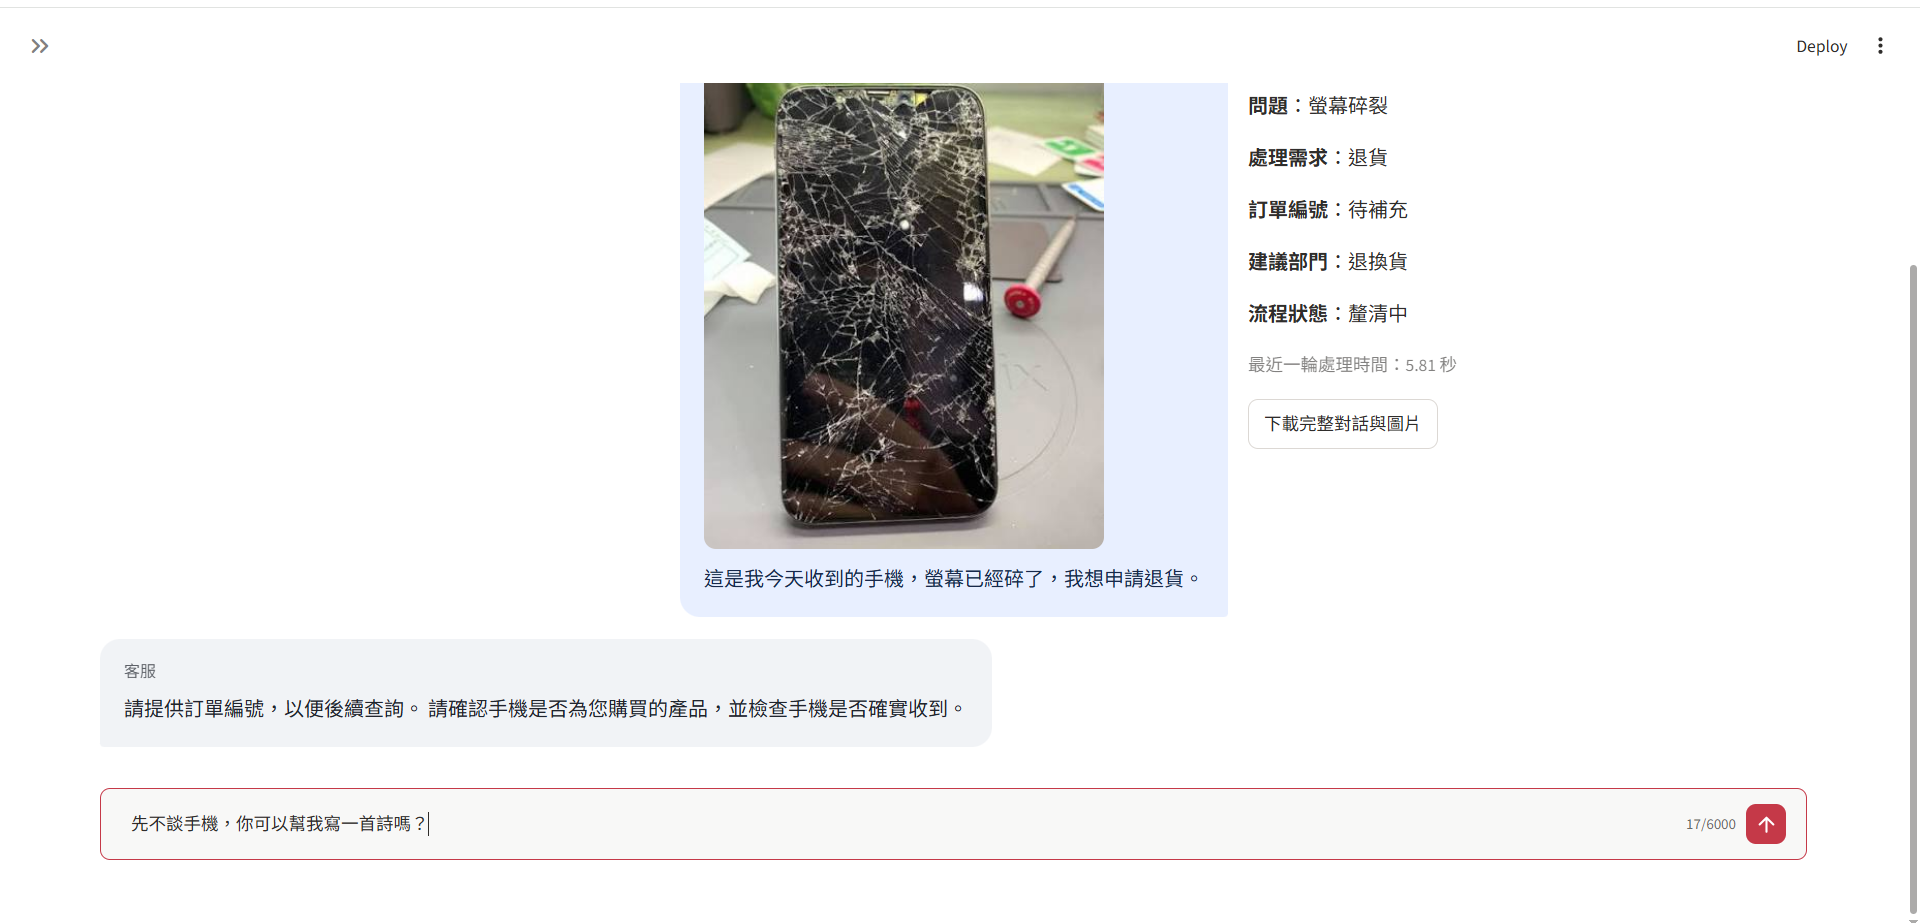 Deploy
問題：螢幕碎裂
處理需求：退貨
訂單編號：待補充
建議部門：退換貨
流程狀態：釐清中
最近一輪處理時間：5.81 秒
下載完整對話與圖片
這是我今天收到的手機，螢幕已經碎了，我想申請退貨。
客服
請提供訂單編號，以便後續查詢。 請確認手機是否為您購買的產品，並檢查手機是否確實收到。
先不談手機，你可以幫我寫一首詩嗎？
17/6000